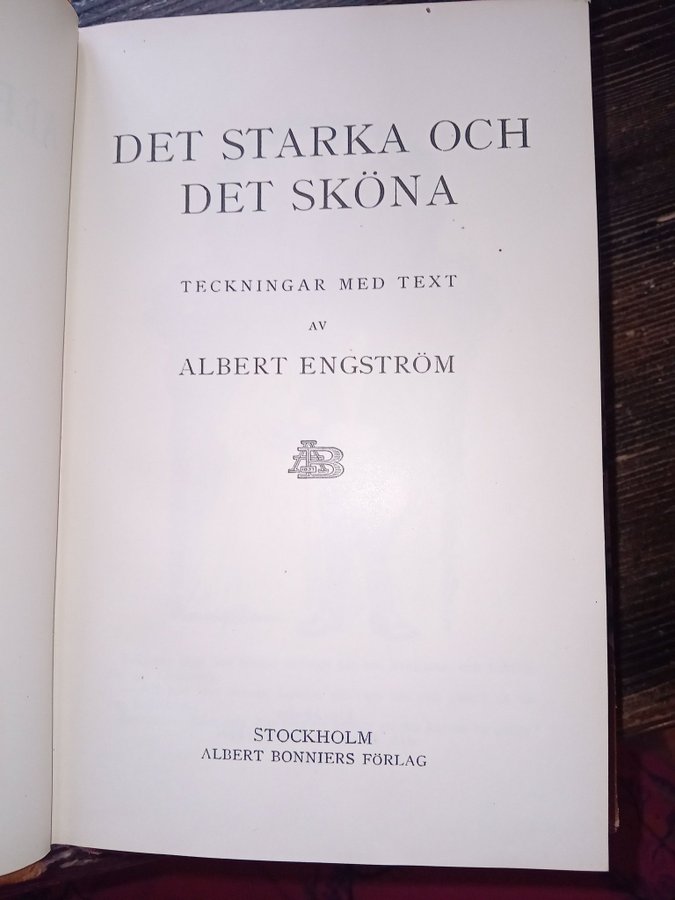 DET STARKA OCH
DET SKÖNA
TECKNINGAR MED TEXT
AV
ALBERT ENGSTRÖM
AB
STOCKHOLM
ALBERT BONNIERS FÖRLAG